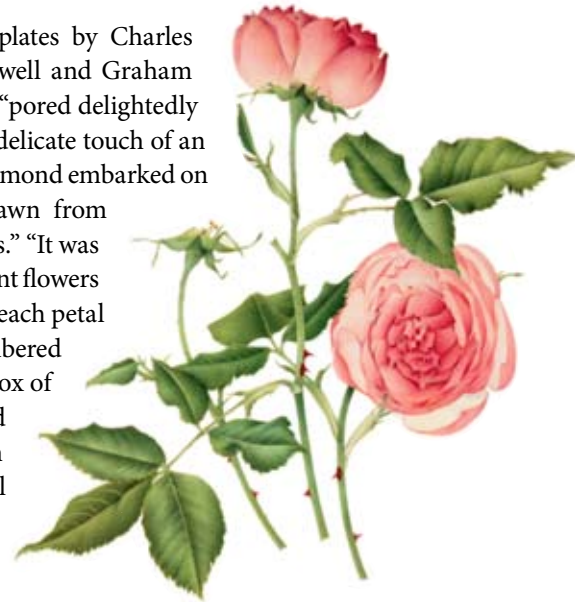 plates by Charles
well and Graham
“pored delightedly
delicate touch of an
mond embarked on
awn from
s.” “It was
nt flowers
each petal
bered
ox of
d
l